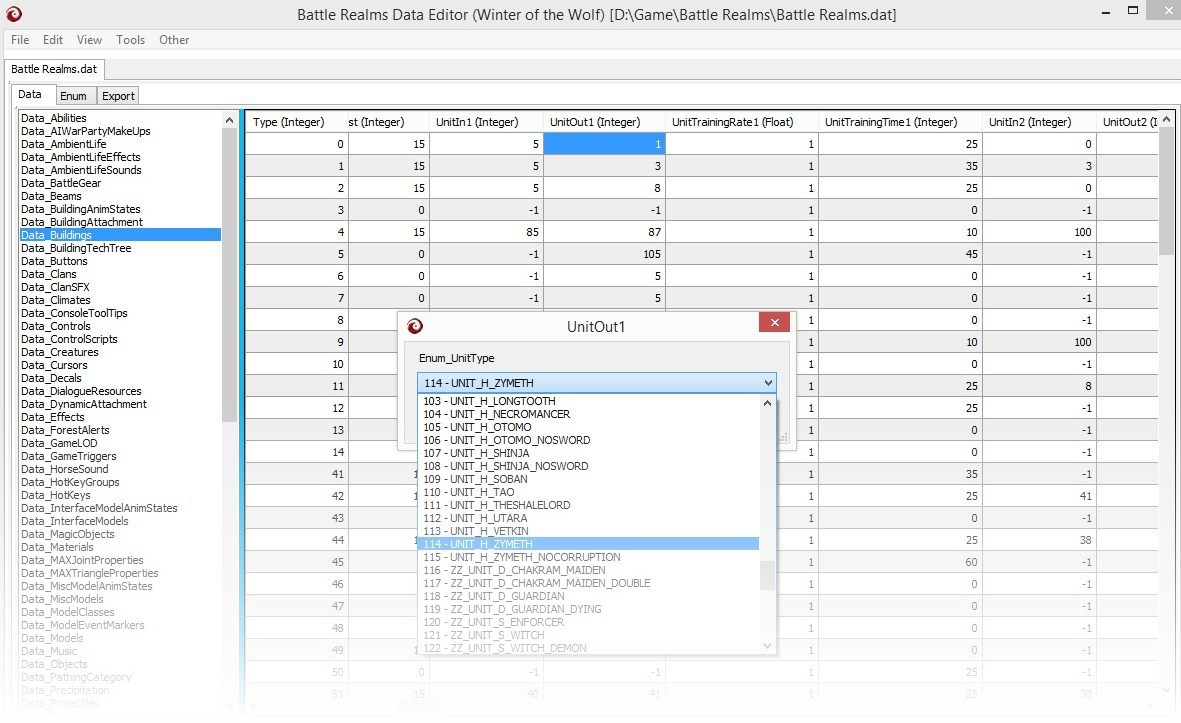 Battle Realms Data Editor (Winter of the Wolf) [D:\Game\Battle Realms\Battle Realms.dat]
File Edit View Tools Other
Battle Realms.dat
Data Enum Export
Data_Abilities
Data_AIWarPartyMakeUps
Data_AmbientLife
Data_AmbientLifeEffects
Data_AmbientLifeSounds
Data_BattleGear
Data_Beams
Data_BuildingAnimStates
Data_BuildingAttachment
Data_Buildings
Data_BuildingTechTree
Data_Buttons
Data_Clans
Data_ClanSFX
Data_Climates
Data_ConsoleToolTips
Data_Controls
Data_ControlScripts
Data_Creatures
Data_Cursors
Data_Decals
Data_DialogueResources
Data_DynamicAttachment
Data_Effects
Data_ForestAlerts
Data_GameLOD
Data_GameTriggers
Data_HorseSound
Data_HotKeyGroups
Data_HotKeys
Data_InterfaceModelAnimStates
Data_InterfaceModels
Data_MagicObjects
Data_Materials
Data_MAXJointProperties
Data_MAXTriangleProperties
Data_MiscModelAnimStates
Data_MiscModels
Data_ModelClasses
Data_ModelEventMarkers
Data_Models
Data_Music
Data_Objects
Data_PathingCategory
Data_Precipitation
Data_Projectiles
Type (Integer) st (Integer) UnitIn1 (Integer) UnitOut1 (Integer) UnitTrainingRate1 (Float) UnitTrainingTime1 (Integer) UnitIn2 (Integer) UnitOut2 (I
0 15 5 1 1 25 0
1 15 5 3 1 35 3
2 15 5 8 1 25 0
3 0 -1 -1 1 0 -1
4 15 85 87 1 10 100
5 0 -1 105 1 45 -1
6 0 -1 5 1 0 -1
7 0 -1 5 1 0 -1
8 1 0 -1
9 1 10 100
10 1 0 -1
11 1 25 8
12 1 25 -1
13 1 0 -1
14 1 0 -1
41 1 1 35 -1
42 1 1 25 41
43 1 0 -1
44 1 1 25 38
45 1 60 -1
46 1 0 -1
47 1 0 -1
48 1 0 -1
49 1 1 0 -1
50 0 -1 -1 1 25 -1
51 15 40 41 1 25 30
UnitOut1
Enum_UnitType
114 - UNIT_H_ZYMETH
103 - UNIT_H_LONGTOOTH
104 - UNIT_H_NECROMANCER
105 - UNIT_H_OTOMO
106 - UNIT_H_OTOMO_NOSWORD
107 - UNIT_H_SHINJA
108 - UNIT_H_SHINJA_NOSWORD
109 - UNIT_H_SOBAN
110 - UNIT_H_TAO
111 - UNIT_H_THESHALELORD
112 - UNIT_H_UTARA
113 - UNIT_H_VETKIN
114 - UNIT_H_ZYMETH
115 - UNIT_H_ZYMETH_NOCORRUPTION
116 - ZZ_UNIT_D_CHAKRAM_MAIDEN
117 - ZZ_UNIT_D_CHAKRAM_MAIDEN_DOUBLE
118 - ZZ_UNIT_D_GUARDIAN
119 - ZZ_UNIT_D_GUARDIAN_DYING
120 - ZZ_UNIT_S_ENFORCER
121 - ZZ_UNIT_S_WITCH
122 - ZZ_UNIT_S_WITCH_DEMON